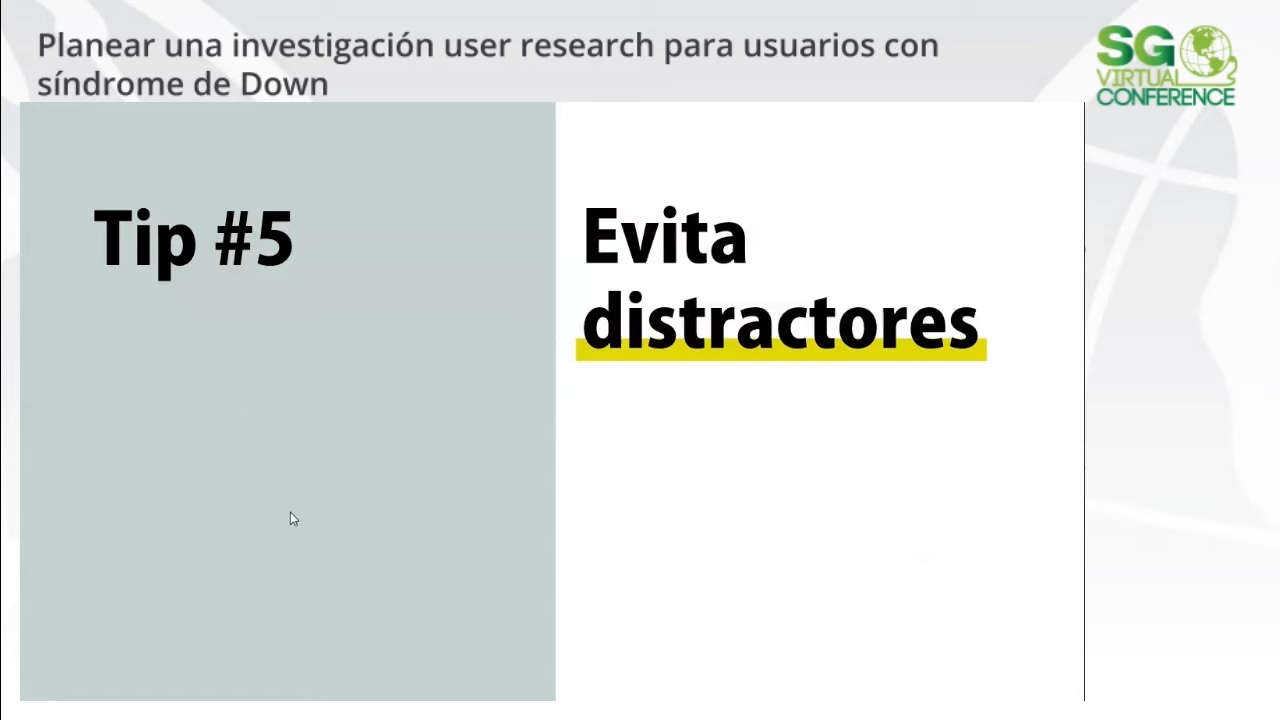 Planear una investigación user research para usuarios con
síndrome de Down
SG
VIRTUAL
CONFERENCE
Tip #5
Evita
distractores